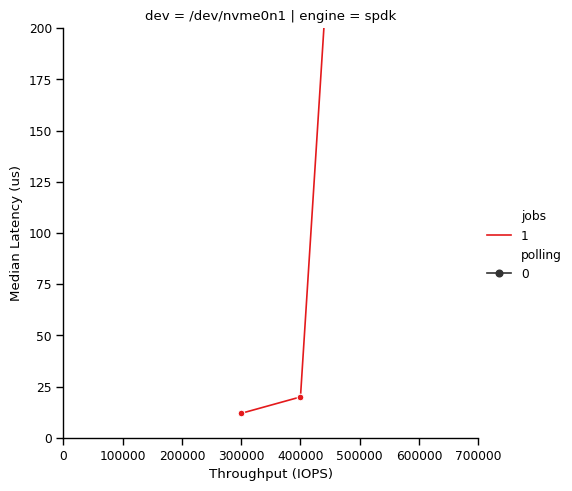 dev = /dev/nvme0n1 | engine = spdk
200
175
150
125
100
75
50
25
0
Median Latency (us)
0 100000 200000 300000 400000 500000 600000 700000
Throughput (IOPS)
jobs
1
polling
0